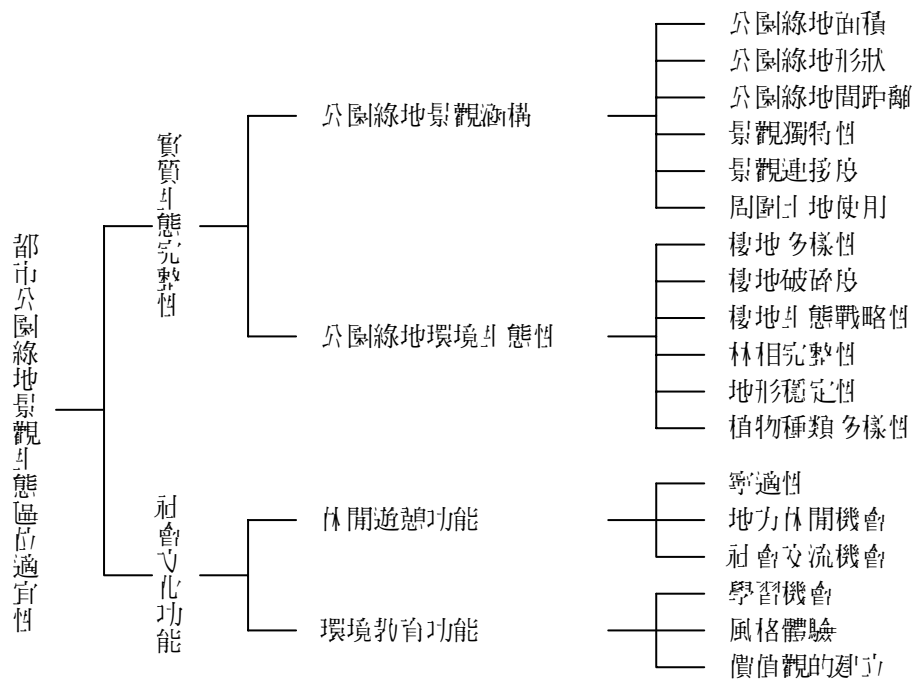 都市公園綠地景觀生態區位適宜性
實質生態完整性
公園綠地景觀涵構
公園綠地面積
公園綠地形狀
公園綠地間距離
景觀獨特性
景觀連接度
周圍土地使用
公園綠地環境生態性
棲地多樣性
棲地破碎度
棲地生態戰略性
林相完整性
地形穩定性
植物種類多樣性
社會文化功能
休閒遊憩功能
寧適性
地方休閒機會
社會交流機會
環境教育功能
學習機會
風格體驗
價值觀的建立